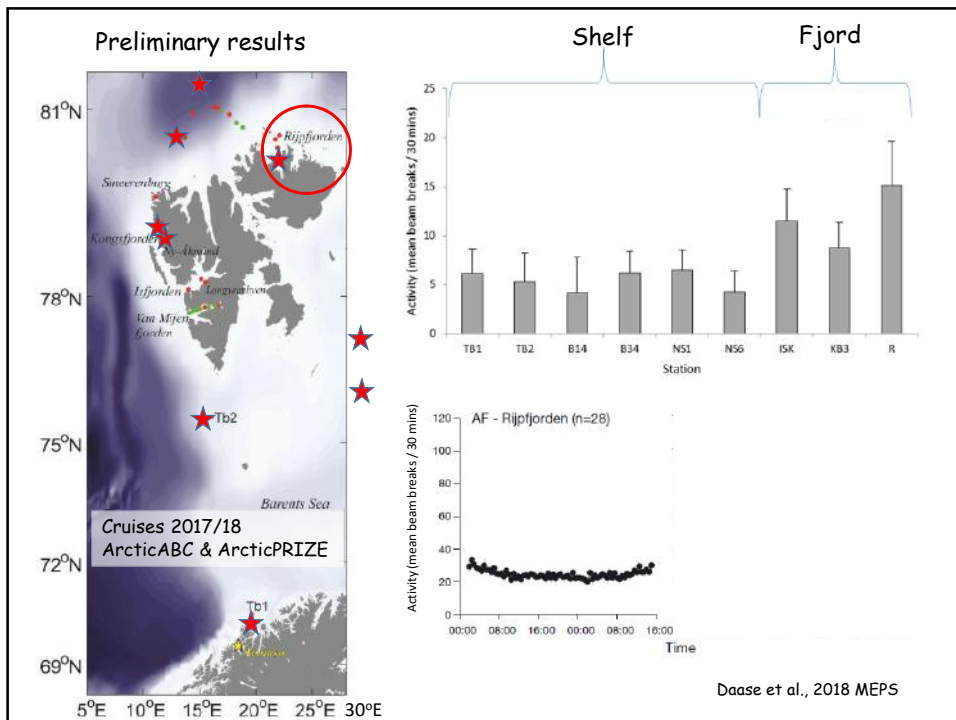 Preliminary results
Shelf
Fjord
81°N
78°N
75°N
72°N
69°N
Rijpfjorden
Smeerenburg
Kongsfjorden
Ny-Ålesund
Isfjorden
Longyearbyen
Van Mijen
fjorden
Tb2
Barents Sea
Cruises 2017/18
ArcticABC & ArcticPRIZE
Tb1
5°E 10°E 15°E 20°E 25°E 30°E
Activity (mean beam breaks / 30 mins)
25
20
15
10
5
0
TB1 TB2 B14 B34 NS1 NS6 ISK KB3 R
Station
AF - Rijpfjorden (n=28)
Activity (mean beam breaks / 30 mins)
120
100
80
60
40
20
0
00:00 08:00 16:00 00:00 08:00 16:00
Time
Daase et al., 2018 MEPS